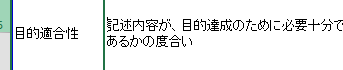 目的適合性
記述内容が、目的達成のために必要十分で
あるかの度合い